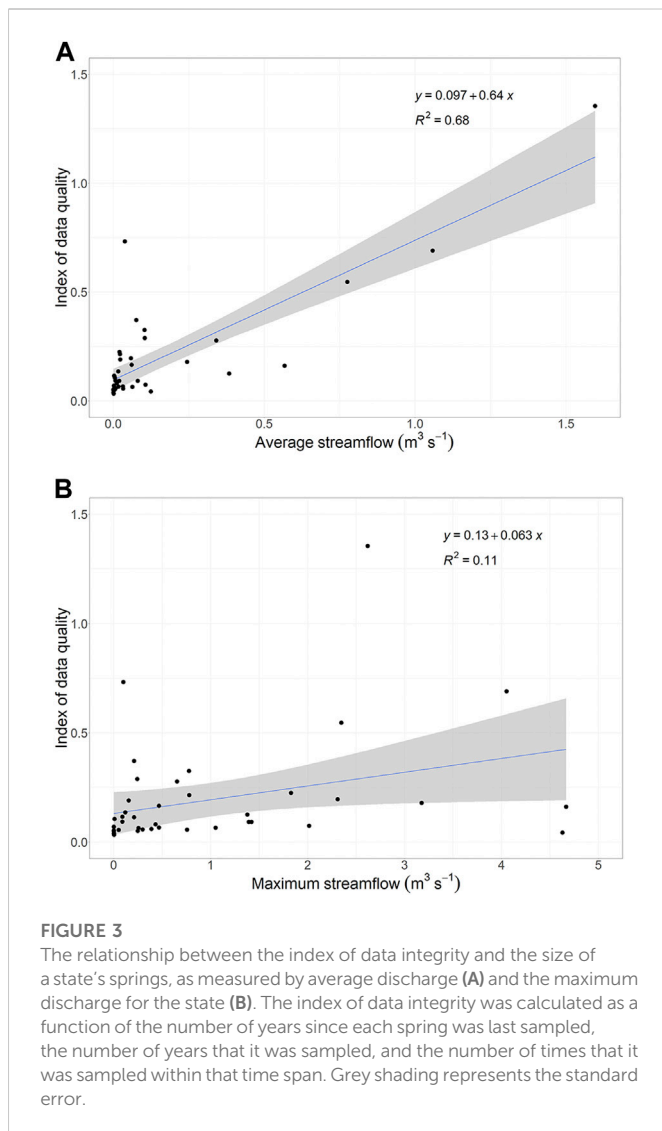 A
1.5
y = 0.097 + 0.64 x
R² = 0.68
1.0
Index of data quality
0.5
0.0
0.0 0.5 1.0 1.5
Average streamflow (m³ s⁻¹)
B
1.5
y = 0.13 + 0.063 x
R² = 0.11
1.0
Index of data quality
0.5
0.0
0 1 2 3 4 5
Maximum streamflow (m³ s⁻¹)
FIGURE 3
The relationship between the index of data integrity and the size of
a state’s springs, as measured by average discharge (A) and the maximum
discharge for the state (B). The index of data integrity was calculated as a
function of the number of years since each spring was last sampled,
the number of years that it was sampled, and the number of times that it
was sampled within that time span. Grey shading represents the standard
error.